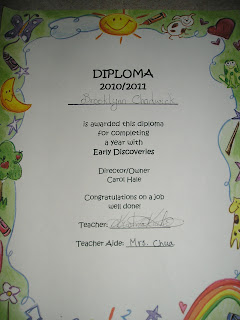 DIPLOMA
2010/2011
Brooklynn
is awarded this diploma
for completing
a year with
Early Discoveries
Director/Owner
Carol Hale
Congratulations on a job
well done!
Teacher:
Teacher Aide: Mrs. Chua